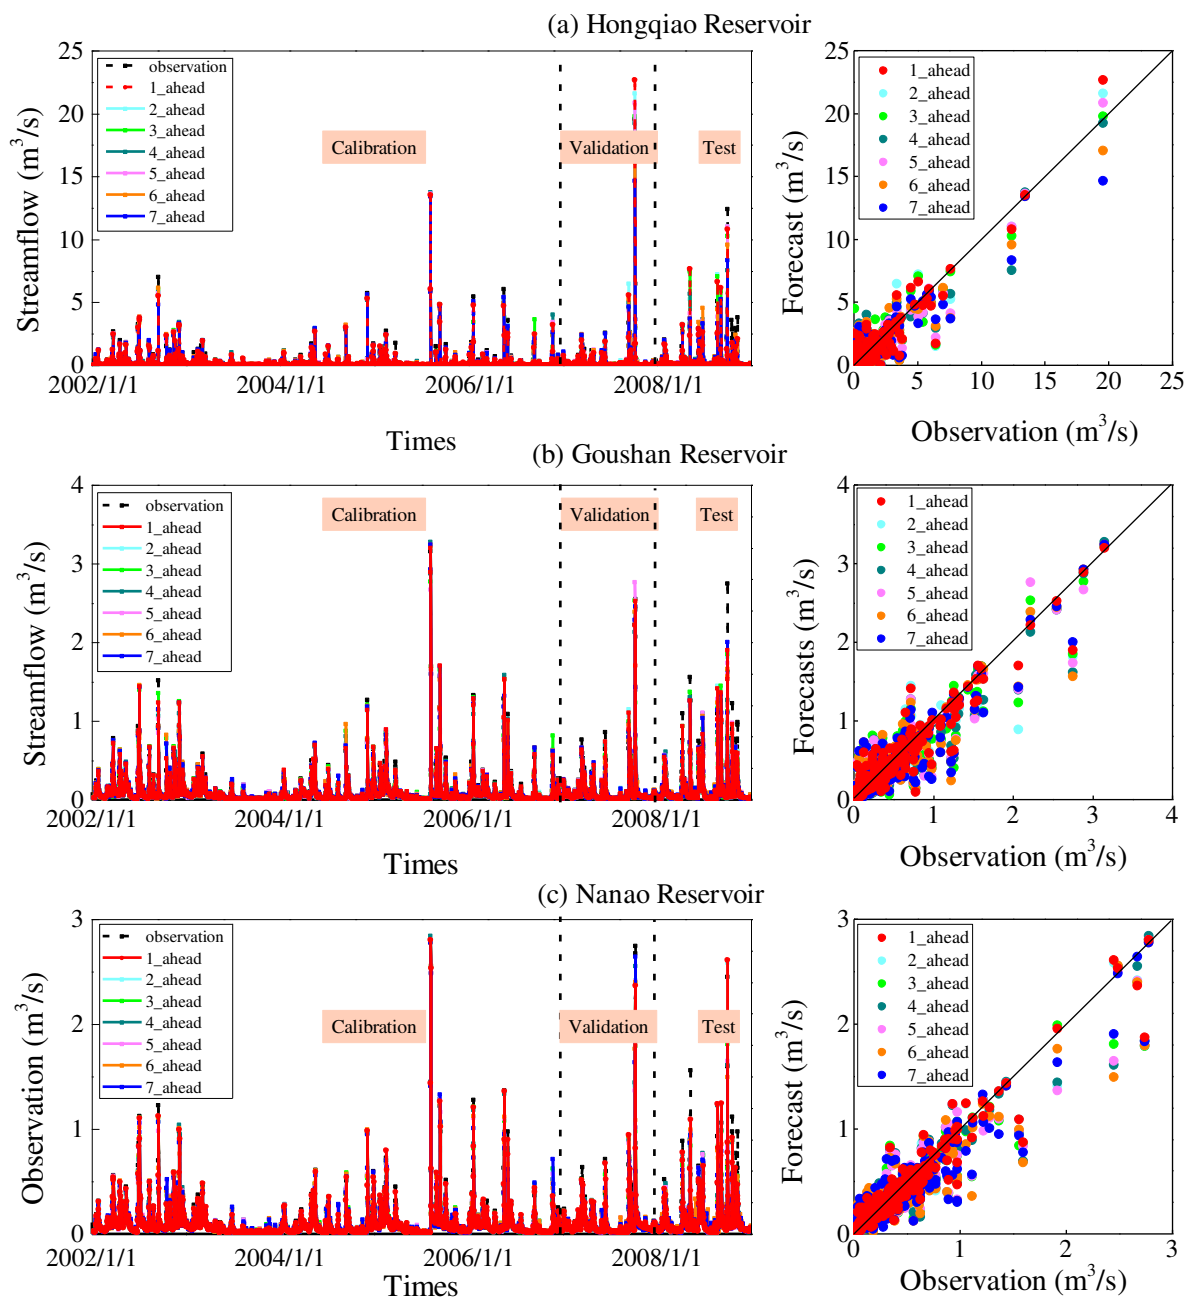 (a) Hongqiao Reservoir
Streamflow (m³/s)
25
20
15
10
5
0
observation
1_ahead
2_ahead
3_ahead
4_ahead
5_ahead
6_ahead
7_ahead
Calibration
Validation
Test
2002/1/1
2004/1/1
2006/1/1
2008/1/1
Times
Forecast (m³/s)
25
20
15
10
5
0
1_ahead
2_ahead
3_ahead
4_ahead
5_ahead
6_ahead
7_ahead
0
5
10
15
20
25
Observation (m³/s)
(b) Goushan Reservoir
Streamflow (m³/s)
4
3
2
1
0
observation
1_ahead
2_ahead
3_ahead
4_ahead
5_ahead
6_ahead
7_ahead
Calibration
Validation
Test
2002/1/1
2004/1/1
2006/1/1
2008/1/1
Times
Forecasts (m³/s)
4
3
2
1
0
1_ahead
2_ahead
3_ahead
4_ahead
5_ahead
6_ahead
7_ahead
0
1
2
3
4
Observation (m³/s)
(c) Nanao Reservoir
Observation (m³/s)
3
2
1
0
observation
1_ahead
2_ahead
3_ahead
4_ahead
5_ahead
6_ahead
7_ahead
Calibration
Validation
Test
2002/1/1
2004/1/1
2006/1/1
2008/1/1
Times
Forecast (m³/s)
3
2
1
0
1_ahead
2_ahead
3_ahead
4_ahead
5_ahead
6_ahead
7_ahead
0
1
2
3
Observation (m³/s)